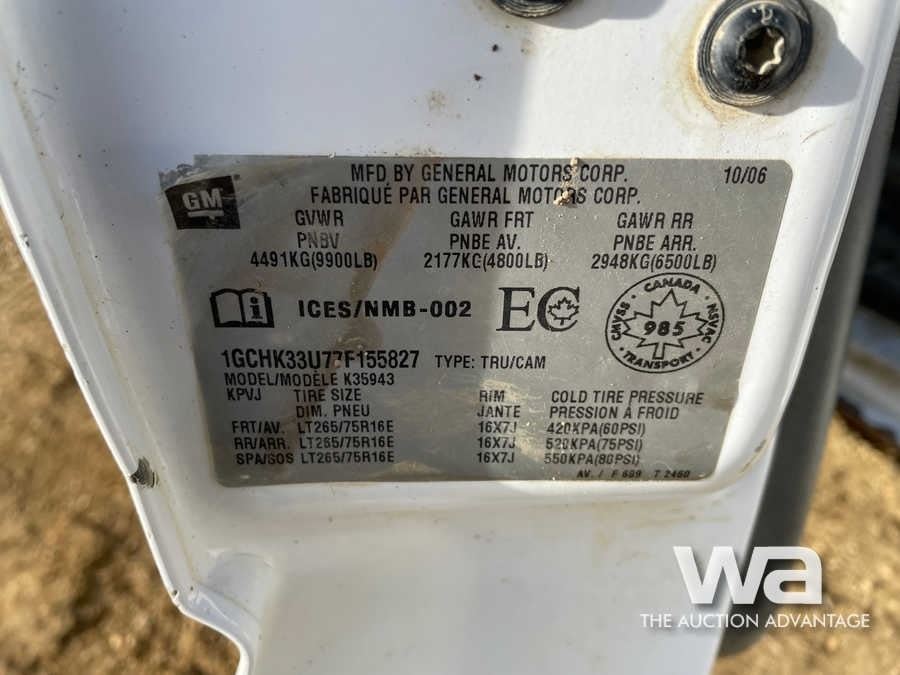 MFD BY GENERAL MOTORS CORP. 10/06
FABRIQUÉ PAR GENERAL MOTORS CORP.
GM
GVWR GAWR FRT GAWR RR
PNBV PNBE AV. PNBE ARR.
4491KG(9900LB) 2177KG(4800LB) 2948KG(6500LB)
ICES/NMB-002 EC
CANADA CMVSS NSVAC 985 TRANSPORT
1GCHK33U77F155827 TYPE: TRU/CAM
MODEL/MODÈLE K35943
KPVJ TIRE SIZE RIM COLD TIRE PRESSURE
DIM. PNEU JANTE PRESSION À FROID
FRT/AV. LT265/75R16E 16X7J 420KPA(60PSI)
RR/ARR. LT265/75R16E 16X7J 520KPA(75PSI)
SPA/SOS LT265/75R16E 16X7J 550KPA(80PSI)
AV. / F 699 T 2460
wa
THE AUCTION ADVANTAGE